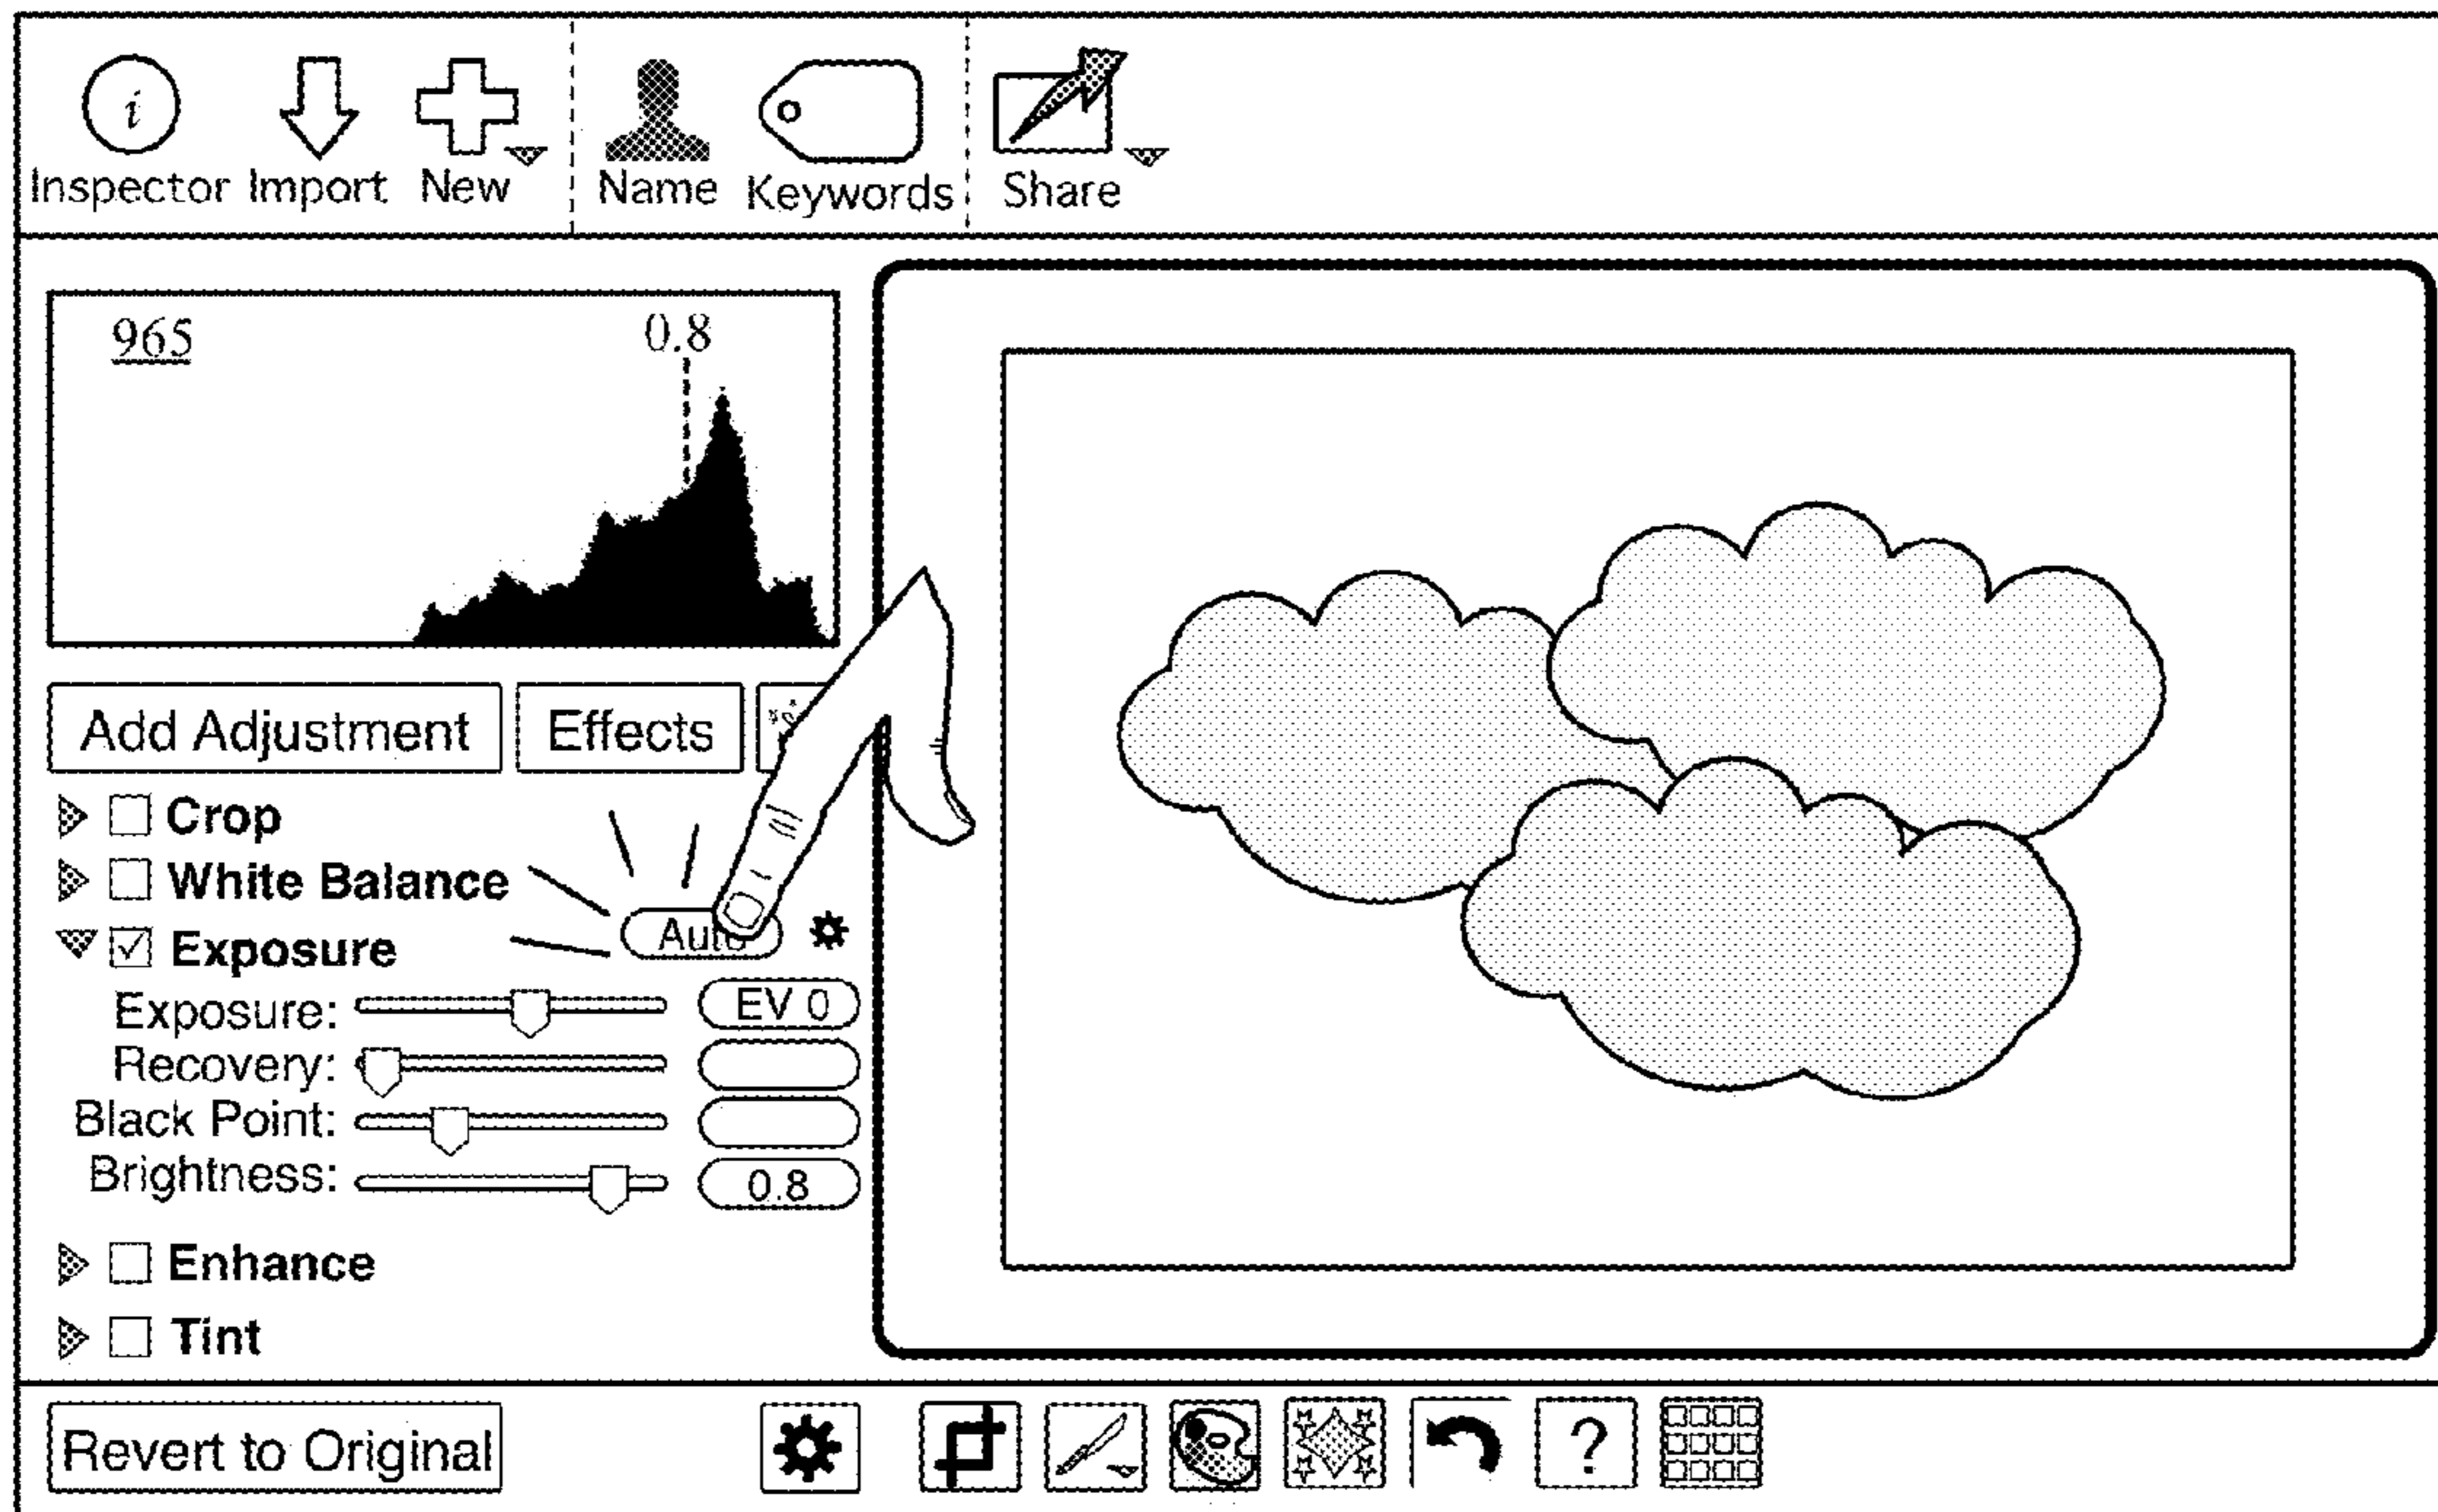 i
Inspector Import New Name Keywords Share
965 0.8
Add Adjustment Effects
Crop
White Balance
Auto
Exposure
Exposure: EV 0
Recovery:
Black Point:
Brightness: 0.8
Enhance
Tint
Revert to Original ?